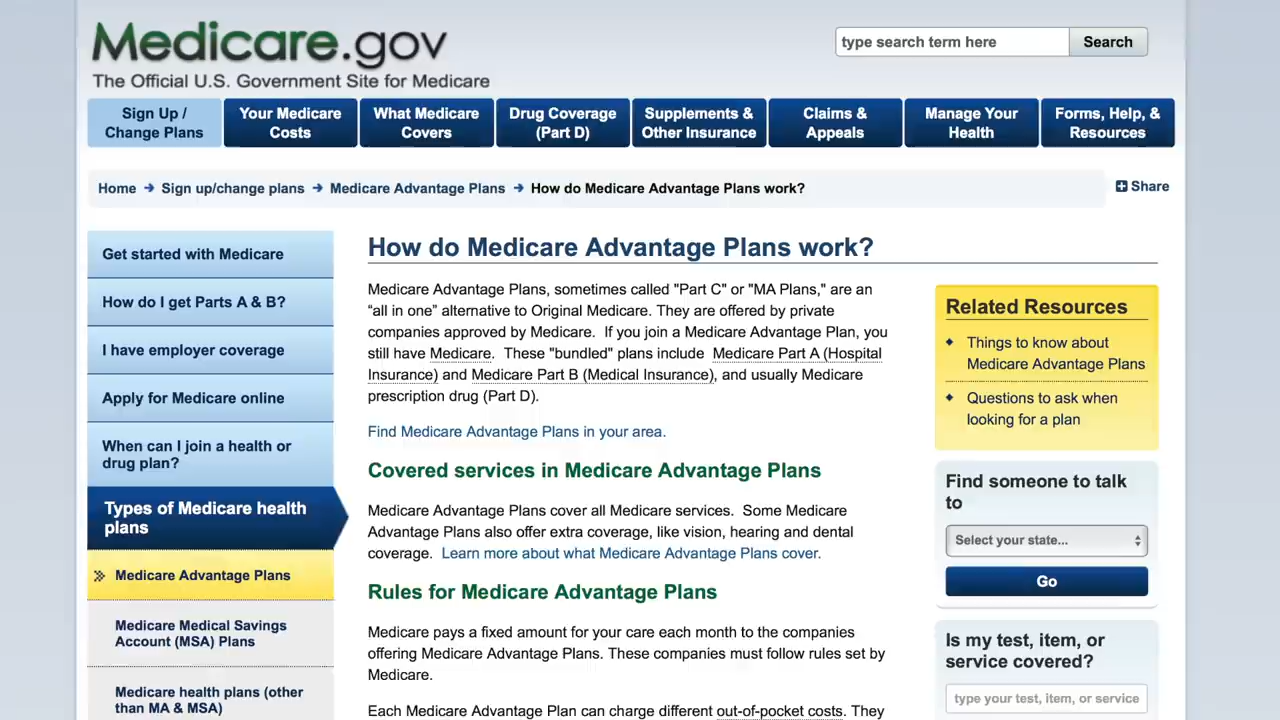 Medicare.gov
The Official U.S. Government Site for Medicare
type search term here
Search
Sign Up /
Change Plans
Your Medicare
Costs
What Medicare
Covers
Drug Coverage
(Part D)
Supplements &
Other Insurance
Claims &
Appeals
Manage Your
Health
Forms, Help, &
Resources
Home → Sign up/change plans → Medicare Advantage Plans → How do Medicare Advantage Plans work?
Share
Get started with Medicare
How do I get Parts A & B?
I have employer coverage
Apply for Medicare online
When can I join a health or
drug plan?
Types of Medicare health
plans
Medicare Advantage Plans
Medicare Medical Savings
Account (MSA) Plans
Medicare health plans (other
than MA & MSA)
How do Medicare Advantage Plans work?
Medicare Advantage Plans, sometimes called "Part C" or "MA Plans," are an
“all in one” alternative to Original Medicare. They are offered by private
companies approved by Medicare. If you join a Medicare Advantage Plan, you
still have Medicare. These "bundled" plans include Medicare Part A (Hospital
Insurance) and Medicare Part B (Medical Insurance), and usually Medicare
prescription drug (Part D).
Find Medicare Advantage Plans in your area.
Covered services in Medicare Advantage Plans
Medicare Advantage Plans cover all Medicare services. Some Medicare
Advantage Plans also offer extra coverage, like vision, hearing and dental
coverage. Learn more about what Medicare Advantage Plans cover.
Rules for Medicare Advantage Plans
Medicare pays a fixed amount for your care each month to the companies
offering Medicare Advantage Plans. These companies must follow rules set by
Medicare.
Each Medicare Advantage Plan can charge different out-of-pocket costs. They
Related Resources
Things to know about
Medicare Advantage Plans
Questions to ask when
looking for a plan
Find someone to talk
to
Select your state...
Go
Is my test, item, or
service covered?
type your test, item, or service